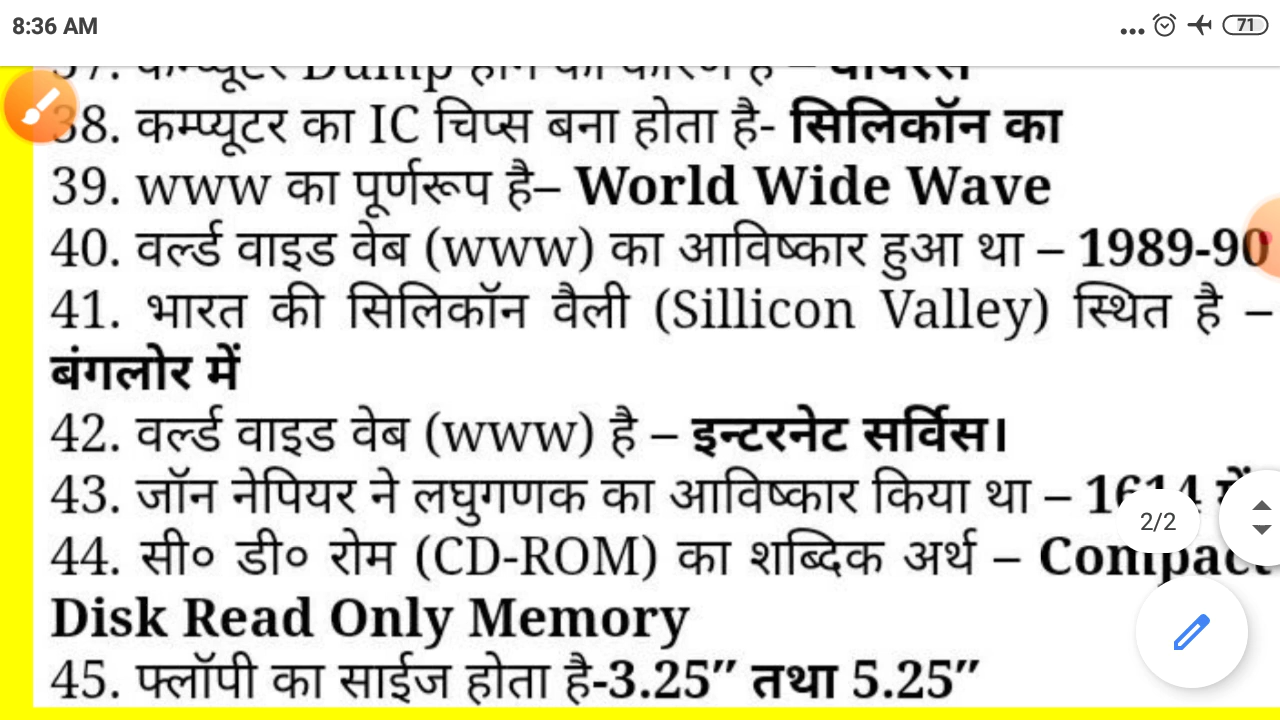 8:36 AM
71
38. कम्प्यूटर का IC चिप्स बना होता है- सिलिकॉन का
39. www का पूर्णरूप है– World Wide Wave
40. वर्ल्ड वाइड वेब (www) का आविष्कार हुआ था – 1989-90
41. भारत की सिलिकॉन वैली (Sillicon Valley) स्थित है –
बंगलोर में
42. वर्ल्ड वाइड वेब (www) है – इन्टरनेट सर्विस।
43. जॉन नेपियर ने लघुगणक का आविष्कार किया था – 1614 में
2/2
44. सी० डी० रोम (CD-ROM) का शब्दिक अर्थ – Compact
Disk Read Only Memory
45. फ्लॉपी का साईज होता है-3.25″ तथा 5.25″